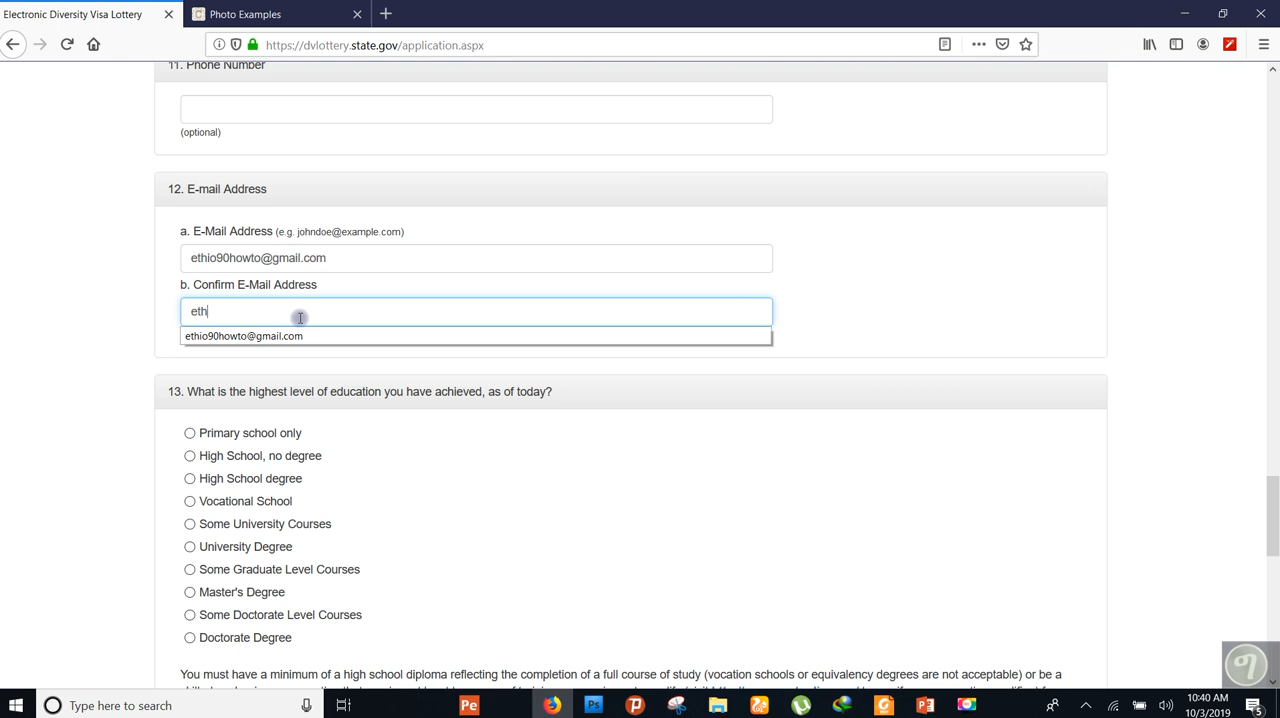 Electronic Diversity Visa Lottery
Photo Examples
https://dvlottery.state.gov/application.aspx
11. Phone Number
(optional)
12. E-mail Address
a. E-Mail Address (e.g. johndoe@example.com)
ethio90howto@gmail.com
b. Confirm E-Mail Address
eth
ethio90howto@gmail.com
13. What is the highest level of education you have achieved, as of today?
Primary school only
High School, no degree
High School degree
Vocational School
Some University Courses
University Degree
Some Graduate Level Courses
Master's Degree
Some Doctorate Level Courses
Doctorate Degree
You must have a minimum of a high school diploma reflecting the completion of a full course of study (vocation schools or equivalency degrees are not acceptable) or be a
Type here to search
Pe
Ps
10:40 AM
10/3/2019
5